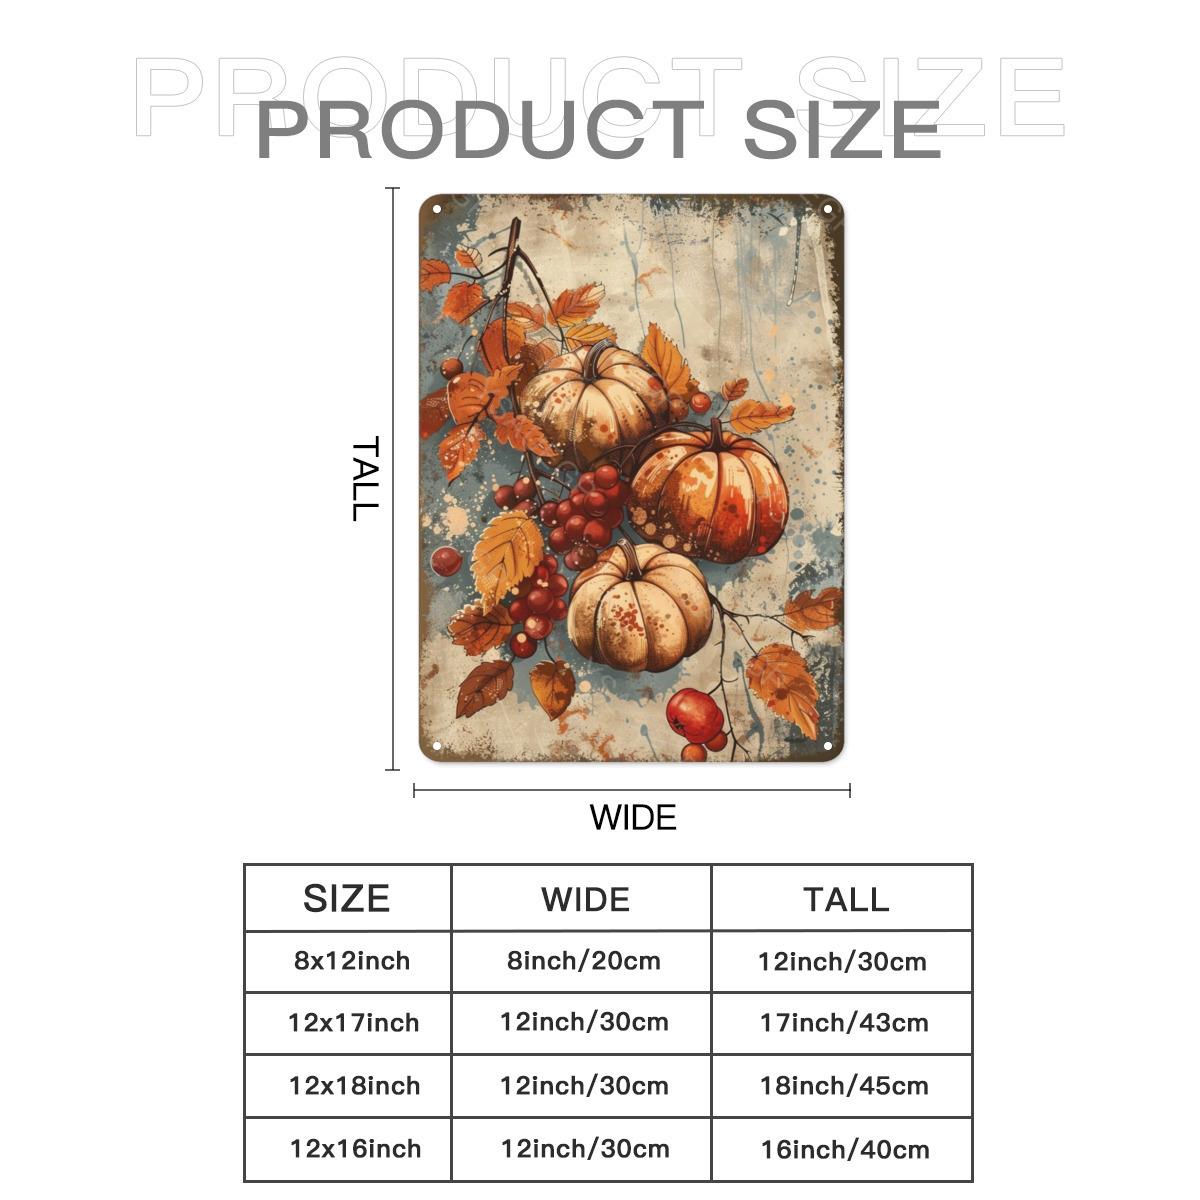 PRODUCT SIZE
PRODUCT SIZE
TALL
WIDE
SIZE WIDE TALL
8x12inch 8inch/20cm 12inch/30cm
12x17inch 12inch/30cm 17inch/43cm
12x18inch 12inch/30cm 18inch/45cm
12x16inch 12inch/30cm 16inch/40cm